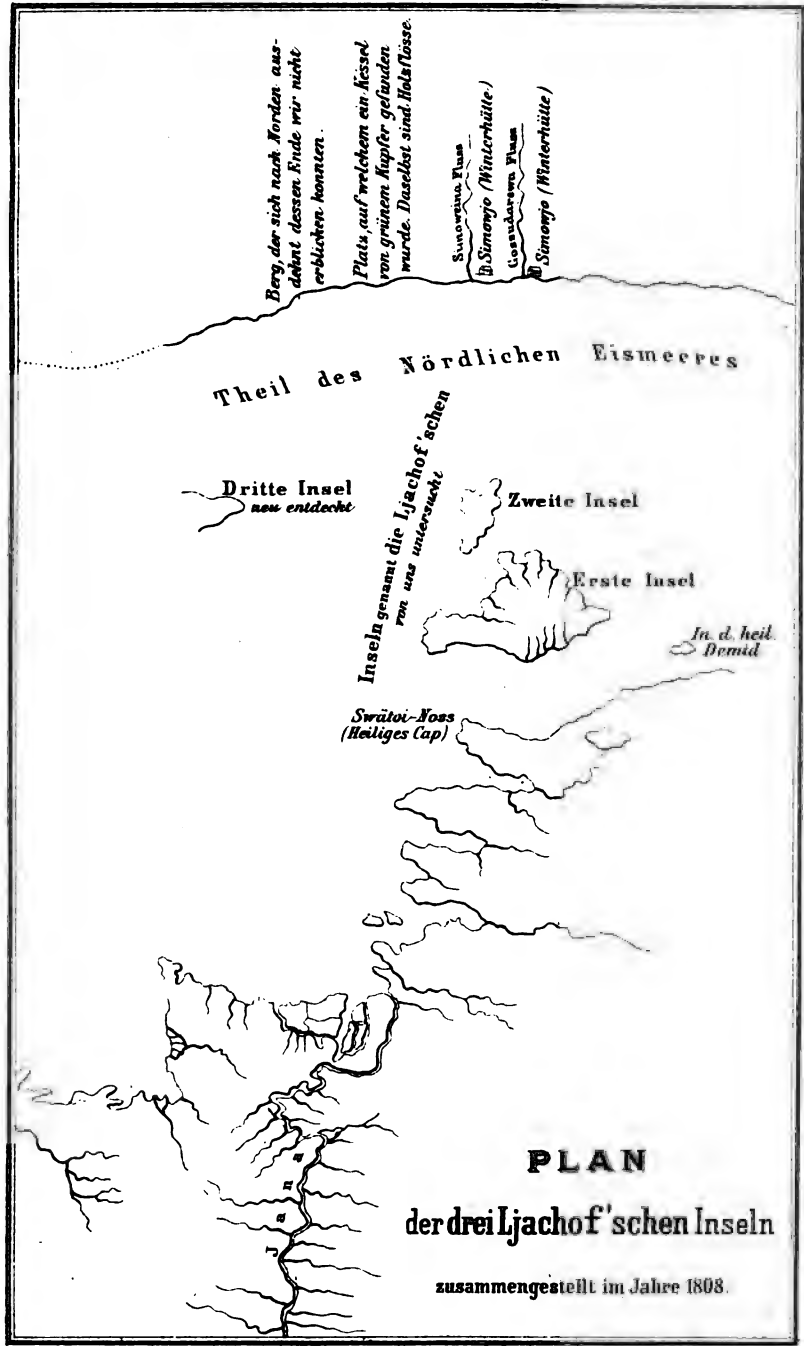 Berg, der sich nach Norden aus-
dehnt dessen Ende wir nicht
erblicken konnten.
Platz, auf welchem ein Kessel
von grünem Kupfer gefunden
wurde. Daselbst sind Holzflösse.
Simoweina Fluss
Simowjo (Winterhütte)
Gossudarswa Fluss
Simowjo (Winterhütte)
Theil des Nördlichen Eismeeres
Inseln genannt die Ljachof'schen
von uns untersucht
Dritte Insel
neu entdeckt
Zweite Insel
Erste Insel
In. d. heil.
Demid
Swätoi-Noss
(Heiliges Cap)
Jana
PLAN
der drei Ljachof'schen Inseln
zusammengestellt im Jahre 1808.